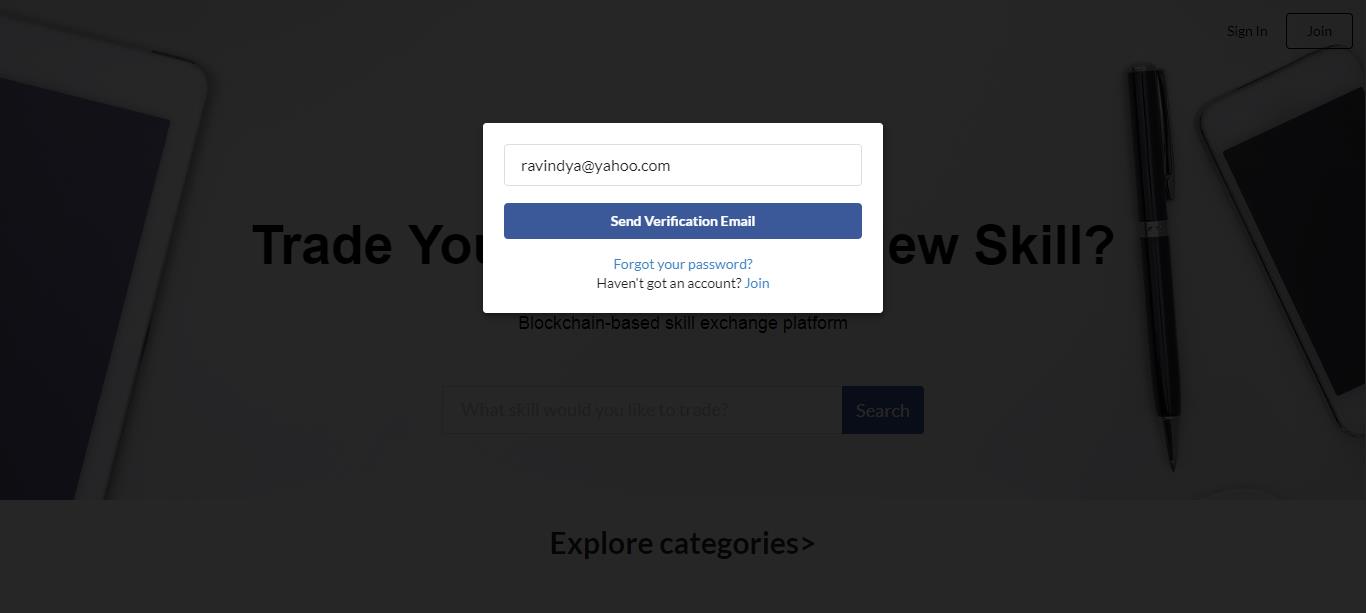 Sign In Join
ravindya@yahoo.com
Send Verification Email
Trade You ew Skill?
Forgot your password?
Haven't got an account? Join
Blockchain-based skill exchange platform
What skill would you like to trade? Search
Explore categories>